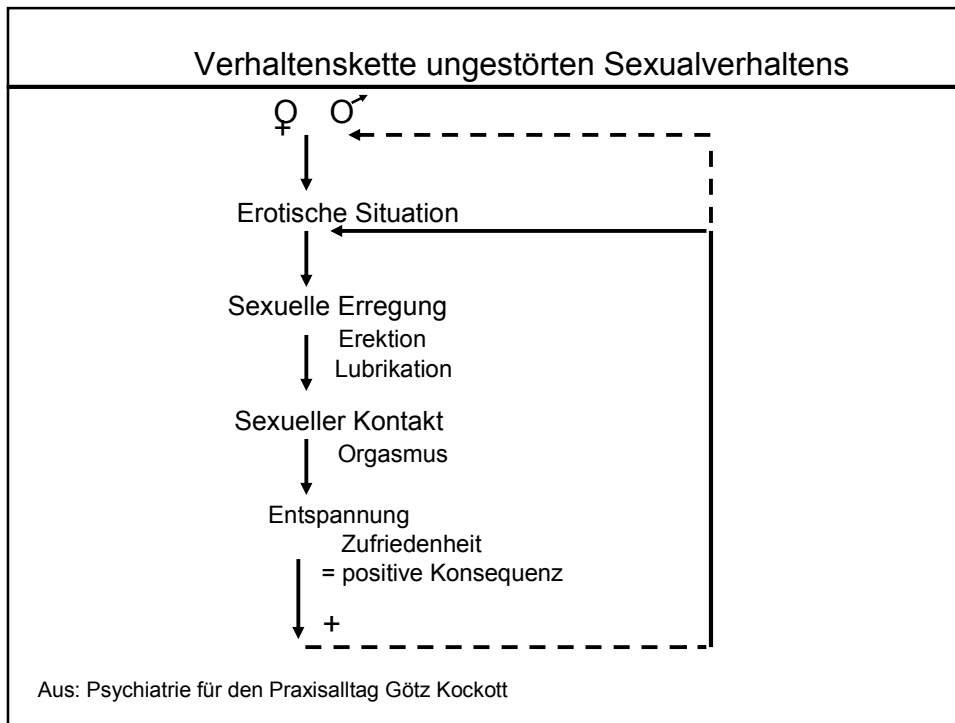 Verhaltenskette ungestörten Sexualverhaltens
♀ ♂
Erotische Situation
Sexuelle Erregung
Erektion
Lubrikation
Sexueller Kontakt
Orgasmus
Entspannung
Zufriedenheit
= positive Konsequenz
+
Aus: Psychiatrie für den Praxisalltag Götz Kockott